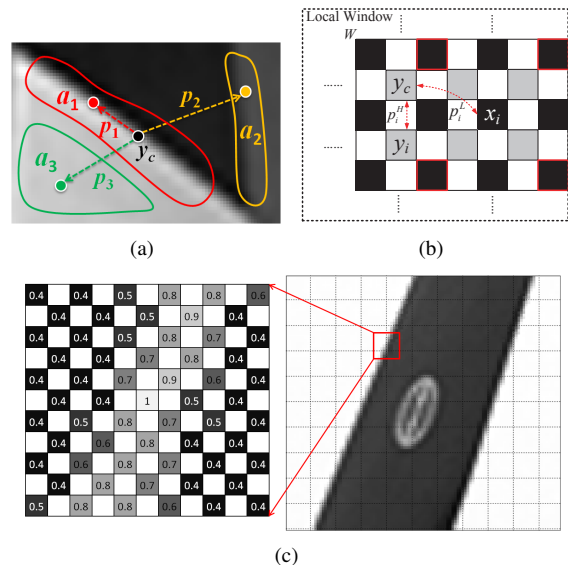 a1
p1
p2
a2
yc
a3
p3
(a)
Local Window
W
......
......
yc
piH
piL
xi
yi
......
......
(b)
0.4 0.4 0.5 0.8 0.8 0.6
0.4 0.4 0.5 0.9 0.4
0.4 0.4 0.5 0.8 0.8 0.4
0.4 0.4 0.7 0.8 0.4
0.4 0.4 0.7 0.9 0.6 0.4
0.4 0.4 1 0.5 0.4
0.4 0.5 0.8 0.7 0.5 0.4
0.4 0.6 0.8 0.4 0.4
0.4 0.6 0.8 0.7 0.4 0.4
0.4 0.8 0.7 0.4 0.4
0.5 0.8 0.8 0.6 0.4 0.4
(c)